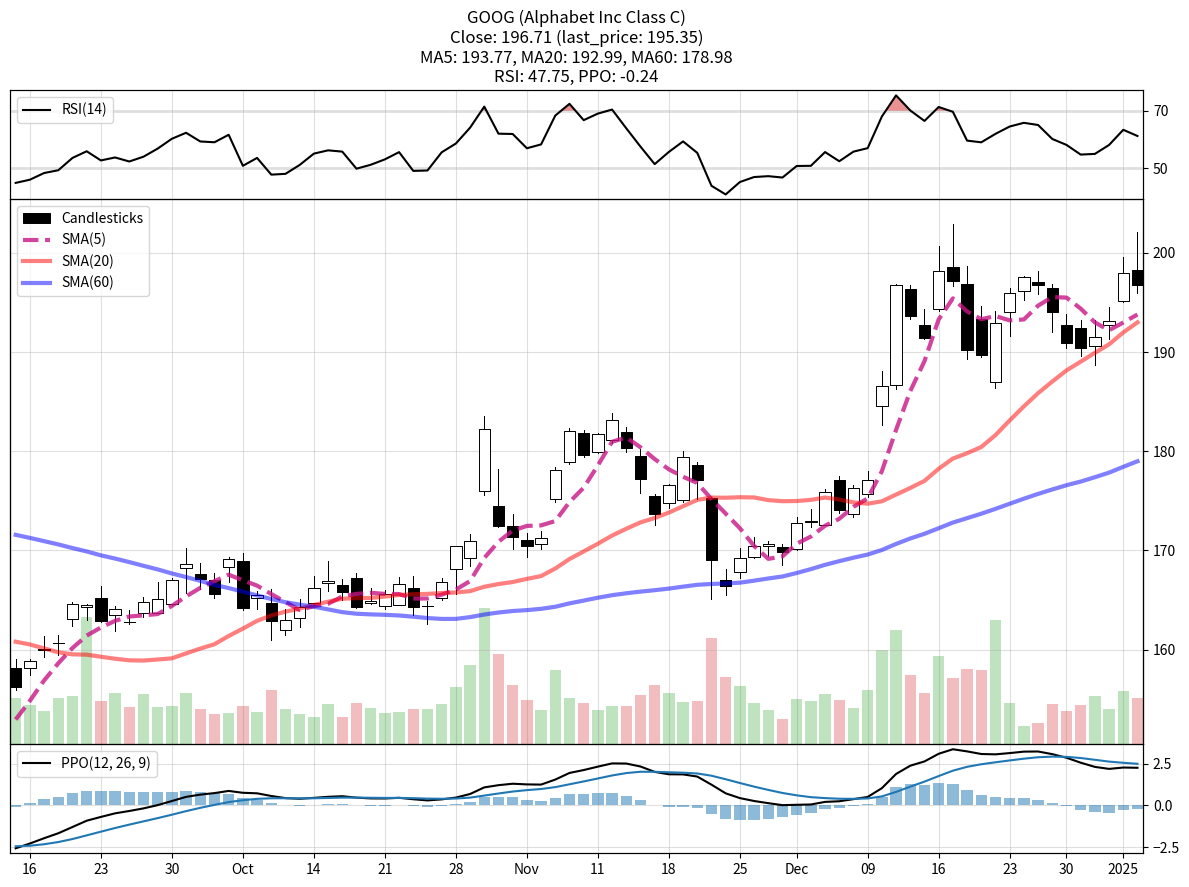 GOOG (Alphabet Inc Class C)
Close: 196.71 (last_price: 195.35)
MA5: 193.77, MA20: 192.99, MA60: 178.98
RSI: 47.75, PPO: -0.24
RSI(14)
70
50
Candlesticks
SMA(5)
SMA(20)
SMA(60)
200
190
180
170
160
PPO(12, 26, 9)
2.5
0.0
−2.5
16 23 30 Oct 14 21 28 Nov 11 18 25 Dec 09 16 23 30 2025